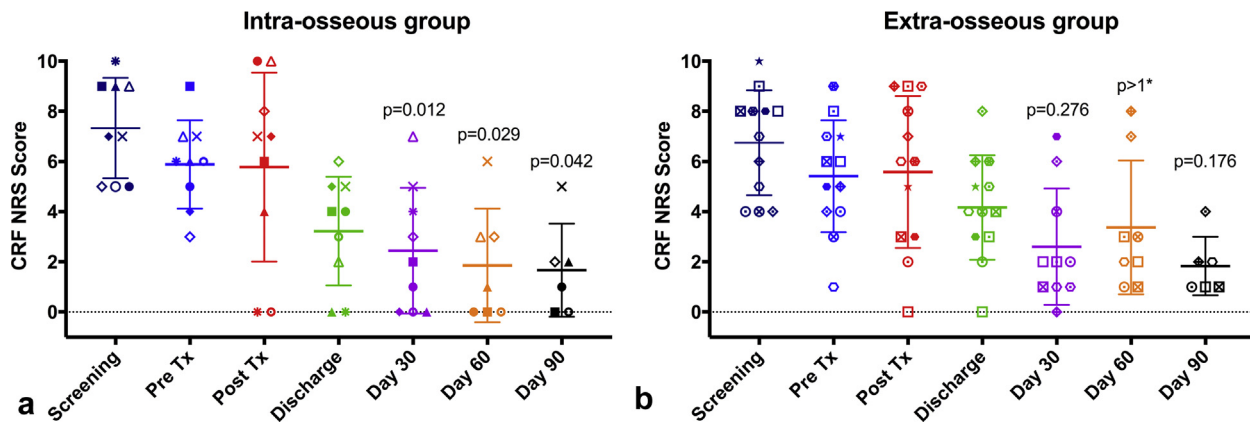 Intra-osseous group
CRF NRS Score
10
8
6
4
2
0
p=0.012
p=0.029
p=0.042
Screening
Pre Tx
Post Tx
Discharge
Day 30
Day 60
Day 90
a
Extra-osseous group
CRF NRS Score
10
8
6
4
2
0
p=0.276
p>1*
p=0.176
Screening
Pre Tx
Post Tx
Discharge
Day 30
Day 60
Day 90
b